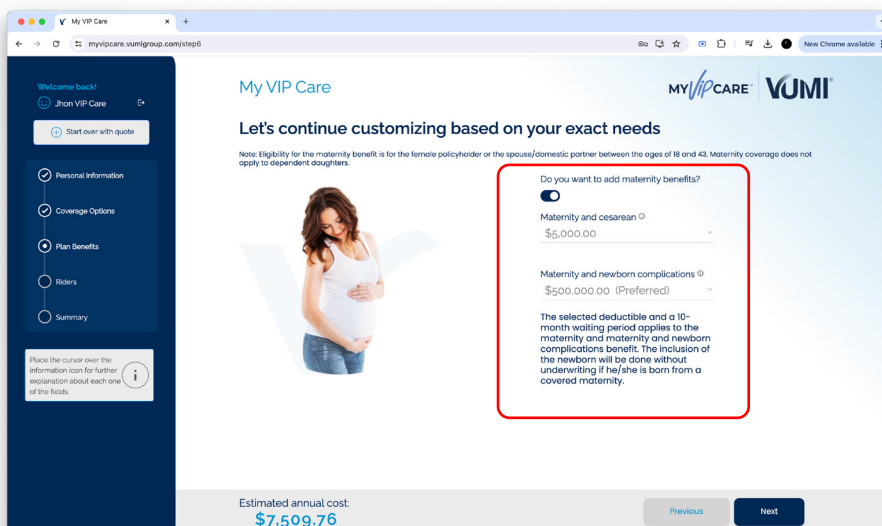 My VIP Care
myvipcare.vumigroup.com/step6
New Chrome available
Welcome back!
Jhon VIP Care
Start over with quote
Personal Information
Coverage Options
Plan Benefits
Riders
Summary
Place the cursor over the
information icon for further
explanation about each one
of the fields.
i
My VIP Care
MY VIP CARE™ VUMI®
Let's continue customizing based on your exact needs
Note: Eligibility for the maternity benefit is for the female policyholder or the spouse/domestic partner between the ages of 18 and 43. Maternity coverage does not
apply to dependent daughters.
Do you want to add maternity benefits?
Maternity and cesarean
$5,000.00
Maternity and newborn complications
$500,000.00 (Preferred)
The selected deductible and a 10-
month waiting period applies to the
maternity and maternity and newborn
complications benefit. The inclusion of
the newborn will be done without
underwriting if he/she is born from a
covered maternity.
Estimated annual cost:
$7,509.76
Previous
Next